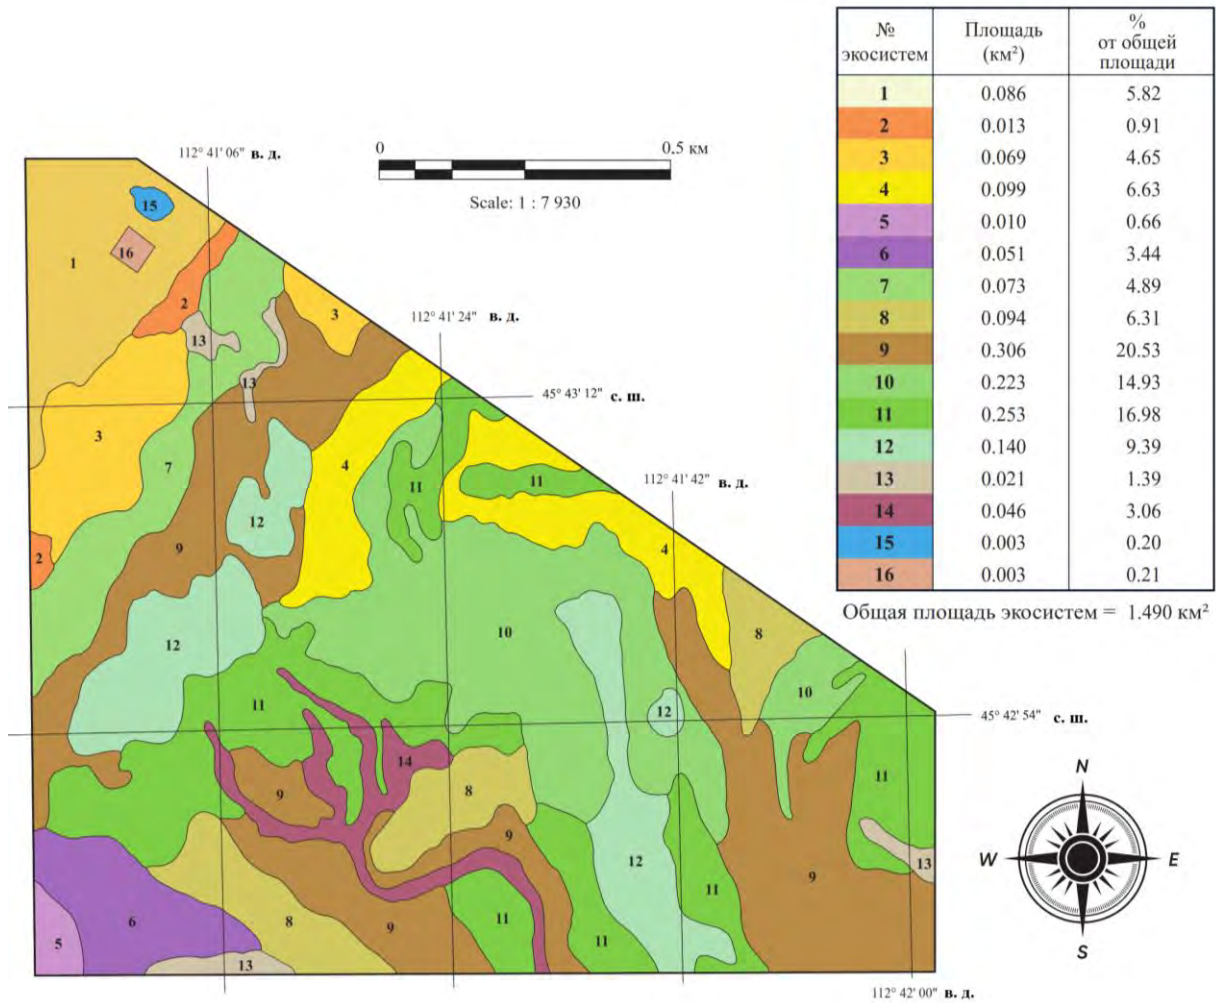 № экосистем Площадь (км²) % от общей площади
1 0.086 5.82
2 0.013 0.91
3 0.069 4.65
4 0.099 6.63
5 0.010 0.66
6 0.051 3.44
7 0.073 4.89
8 0.094 6.31
9 0.306 20.53
10 0.223 14.93
11 0.253 16.98
12 0.140 9.39
13 0.021 1.39
14 0.046 3.06
15 0.003 0.20
16 0.003 0.21
Общая площадь экосистем = 1.490 км²
0 0.5 км
Scale: 1 : 7 930
112° 41' 06" в. д.
15
16
1
2
3
112° 41' 24" в. д.
13
13
45° 43' 12" с. ш.
3
7
4
11
11
112° 41' 42" в. д.
12
9
4
2
10
8
12
10
11
12
45° 42' 54" с. ш.
14
11
9
8
9
12
13
9
11
6
8
9
11
11
5
13
N
W
E
S
112° 42' 00" в. д.